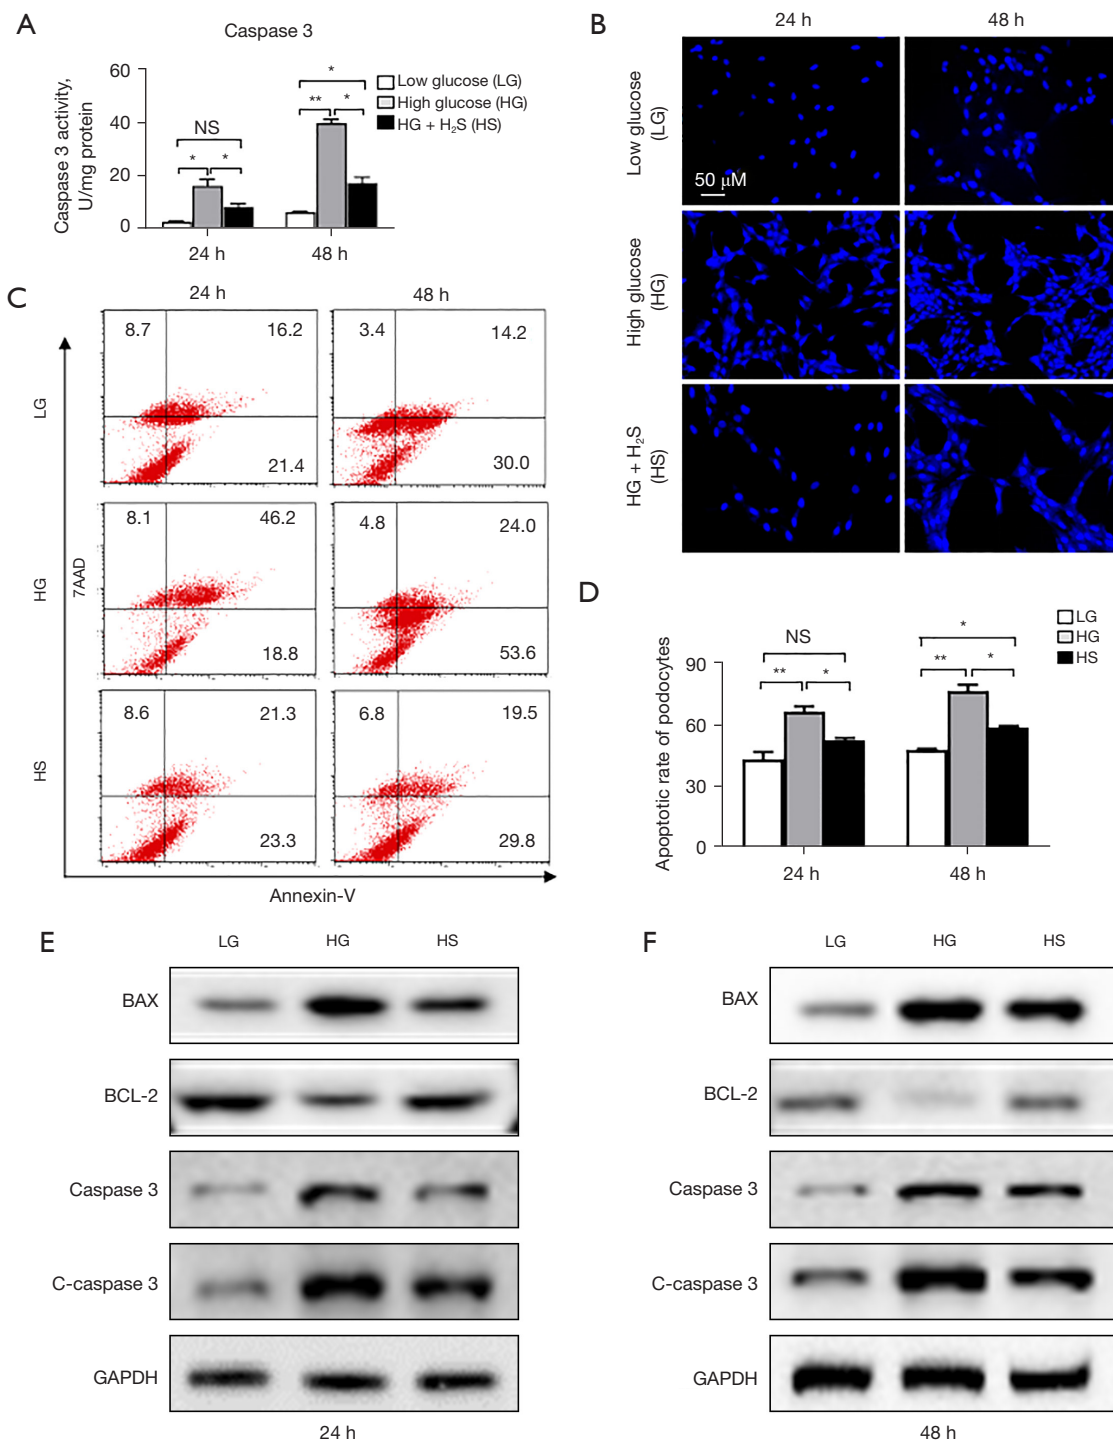 A
Caspase 3
Caspase 3 activity,
U/mg protein
60
40
20
0
NS
*
*
*
**
*
24 h
48 h
Low glucose (LG)
High glucose (HG)
HG + H₂S (HS)
B
24 h
48 h
Low glucose
(LG)
50 μM
High glucose
(HG)
HG + H₂S
(HS)
C
24 h
48 h
LG
8.7
16.2
21.4
3.4
14.2
30.0
HG
8.1
46.2
18.8
4.8
24.0
53.6
HS
8.6
21.3
23.3
6.8
19.5
29.8
7AAD
Annexin-V
D
LG
HG
HS
Apoptotic rate of podocytes
90
60
30
0
NS
**
*
*
**
*
24 h
48 h
E
LG
HG
HS
BAX
BCL-2
Caspase 3
C-caspase 3
GAPDH
24 h
F
LG
HG
HS
BAX
BCL-2
Caspase 3
C-caspase 3
GAPDH
48 h